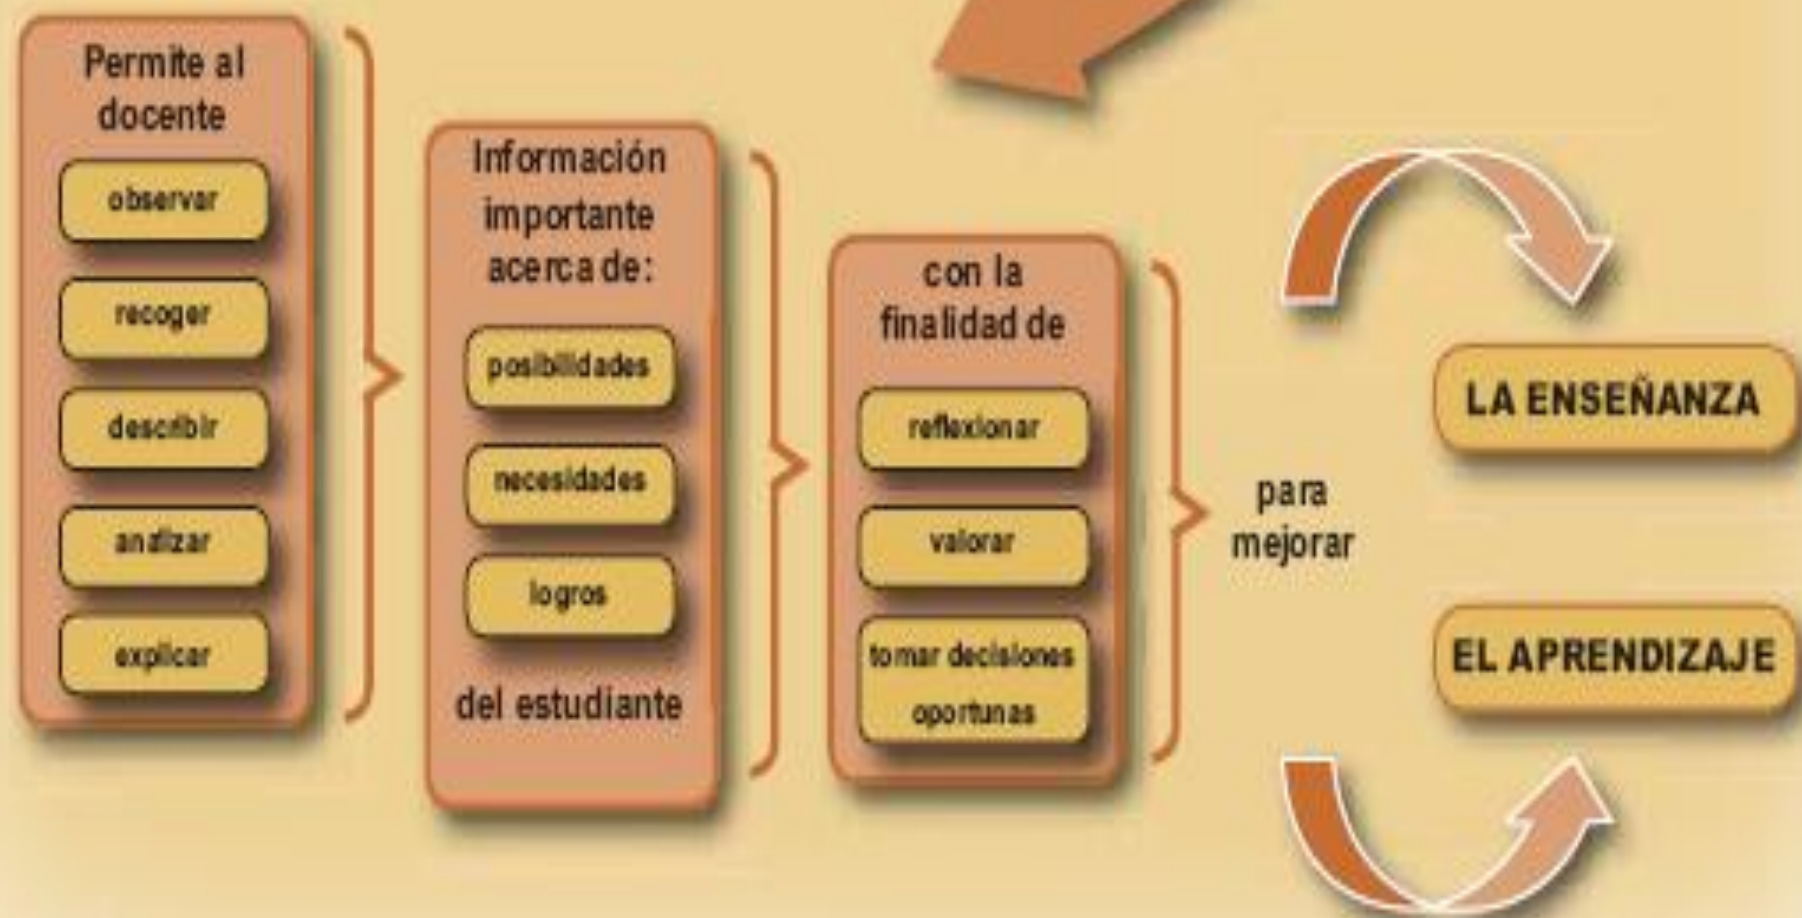 Permite al
docente
observar
recoger
describir
analizar
explicar
Información
importante
acerca de:
posibilidades
necesidades
logros
del estudiante
con la
finalidad de
reflexionar
valorar
tomar decisiones
oportunas
para
mejorar
LA ENSEÑANZA
EL APRENDIZAJE